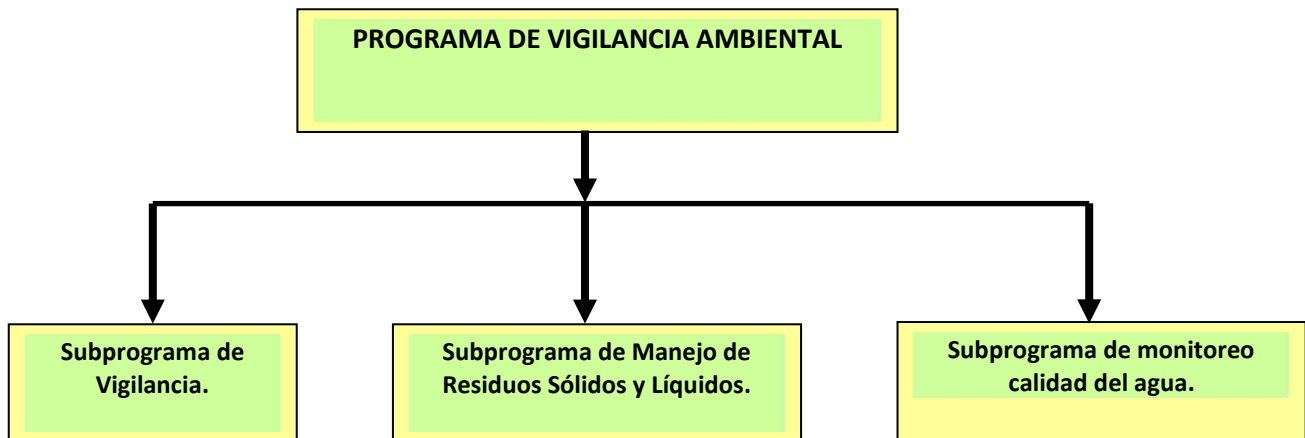 PROGRAMA DE VIGILANCIA AMBIENTAL
Subprograma de
Vigilancia.
Subprograma de Manejo de
Residuos Sólidos y Líquidos.
Subprograma de monitoreo
calidad del agua.